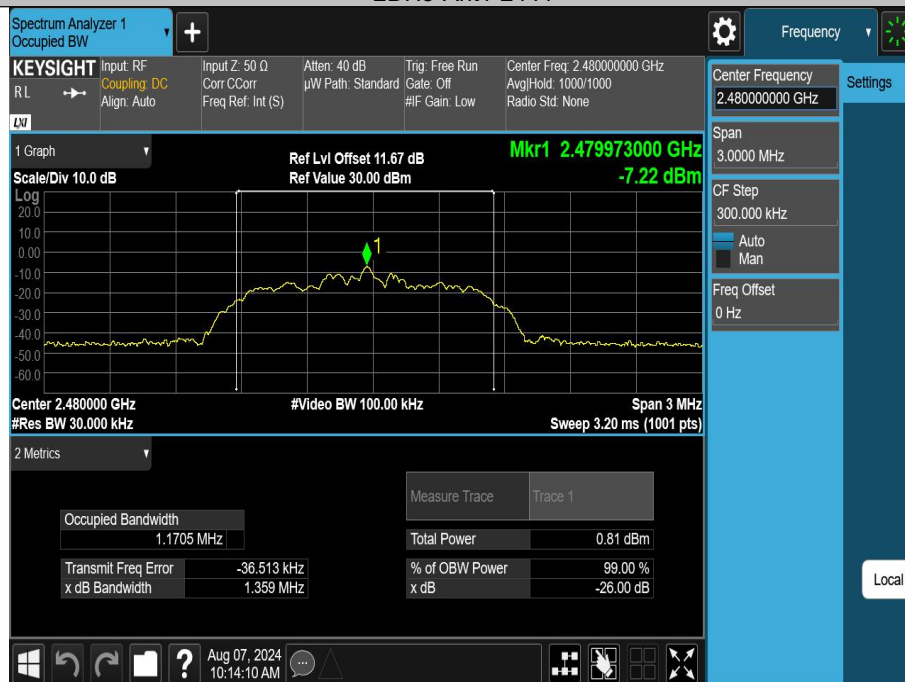 Spectrum Analyzer 1
Occupied BW
Frequency
KEYSIGHT
RL
LXI
Input: RF
Coupling: DC
Align: Auto
Input Z: 50 Ω
Corr CCorr
Freq Ref: Int (S)
Atten: 40 dB
µW Path: Standard
Trig: Free Run
Gate: Off
#IF Gain: Low
Center Freq: 2.480000000 GHz
Avg|Hold: 1000/1000
Radio Std: None
Center Frequency
2.480000000 GHz
Settings
Span
3.0000 MHz
CF Step
300.000 kHz
Auto
Man
Freq Offset
0 Hz
Local
1 Graph
Scale/Div 10.0 dB
Ref Lvl Offset 11.67 dB
Ref Value 30.00 dBm
Mkr1 2.479973000 GHz
-7.22 dBm
Log
20.0
10.0
0.00
-10.0
-20.0
-30.0
-40.0
-50.0
-60.0
1
Center 2.480000 GHz
#Res BW 30.000 kHz
#Video BW 100.00 kHz
Span 3 MHz
Sweep 3.20 ms (1001 pts)
2 Metrics
Measure Trace Trace 1
Occupied Bandwidth
1.1705 MHz
Total Power 0.81 dBm
Transmit Freq Error -36.513 kHz
% of OBW Power 99.00 %
x dB Bandwidth 1.359 MHz
x dB -26.00 dB
Aug 07, 2024
10:14:10 AM